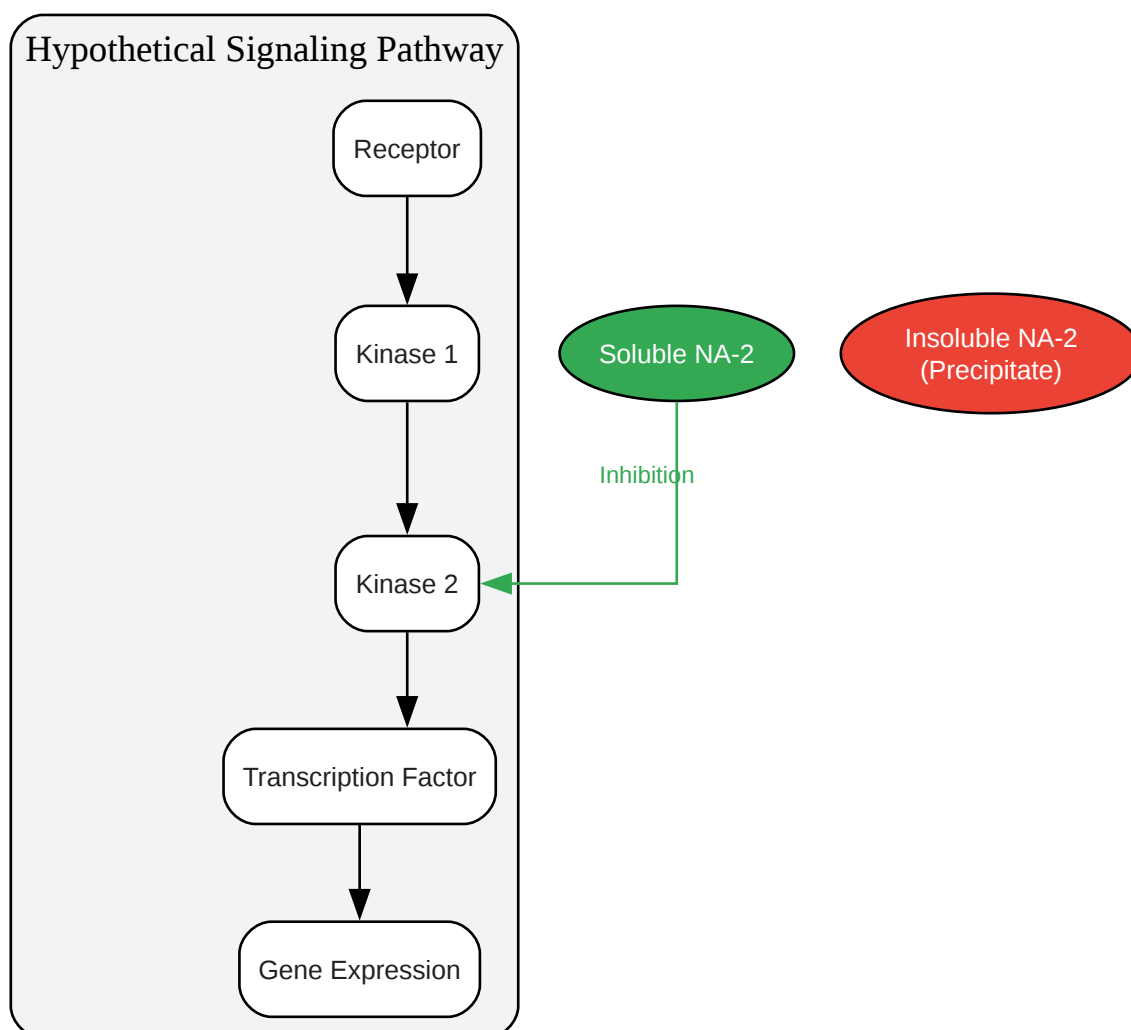 Hypothetical Signaling Pathway
Receptor
Kinase 1
Soluble NA-2
Insoluble NA-2
(Precipitate)
Inhibition
Kinase 2
Transcription Factor
Gene Expression